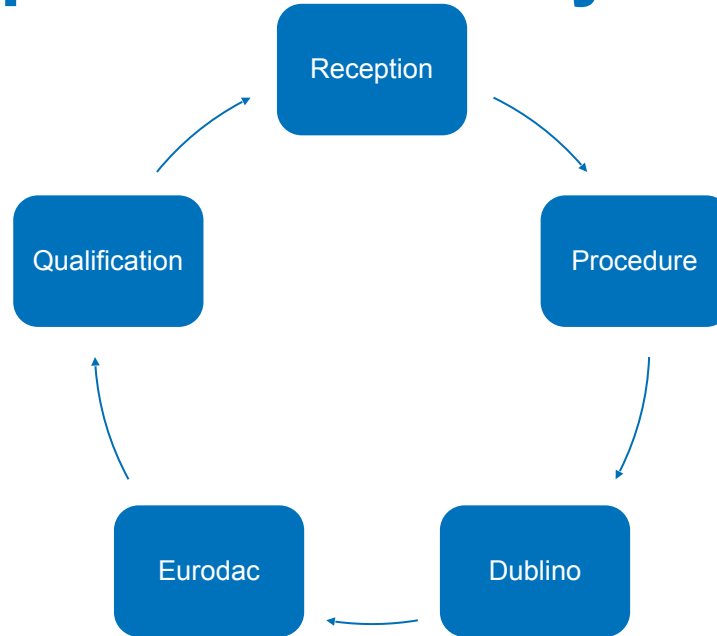 Reception
Procedure
Dublino
Eurodac
Qualification